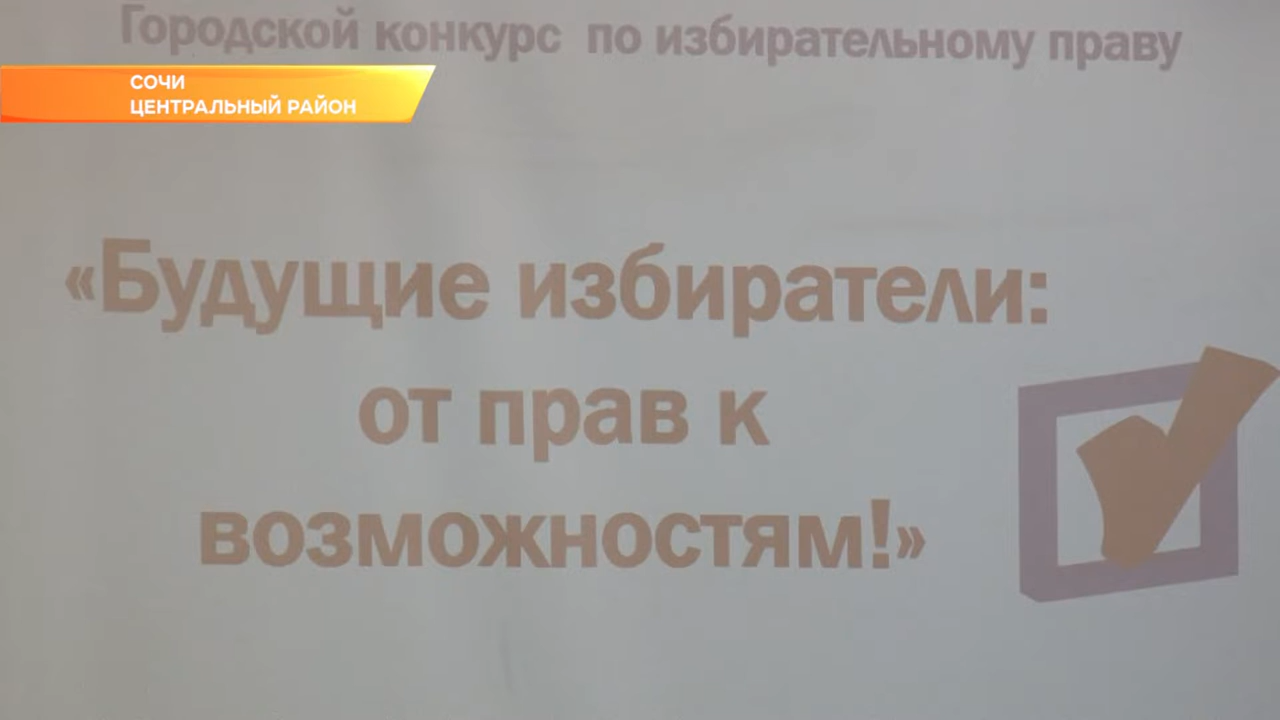 Городской конкурс по избирательному праву
СОЧИ
ЦЕНТРАЛЬНЫЙ РАЙОН
«Будущие избиратели:
от прав к
возможностям!»